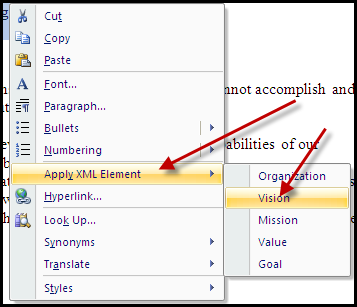 Cut
Copy
Paste
Font...
Paragraph...
Bullets
Numbering
Apply XML Element
Hyperlink...
Look Up...
Synonyms
Translate
Styles
Organization
Vision
Mission
Value
Goal
nnot accomplish and
abilities of our